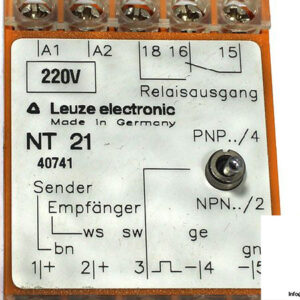 A1 A2 18 16 15
220V
Relaisausgang
Leuze electronic
Made in Germany
PNP../4
NT 21
40741
Sender
NPN../2
Empfänger
ws sw ge
bn gn
1 + 2 + 3 - 4 - 5